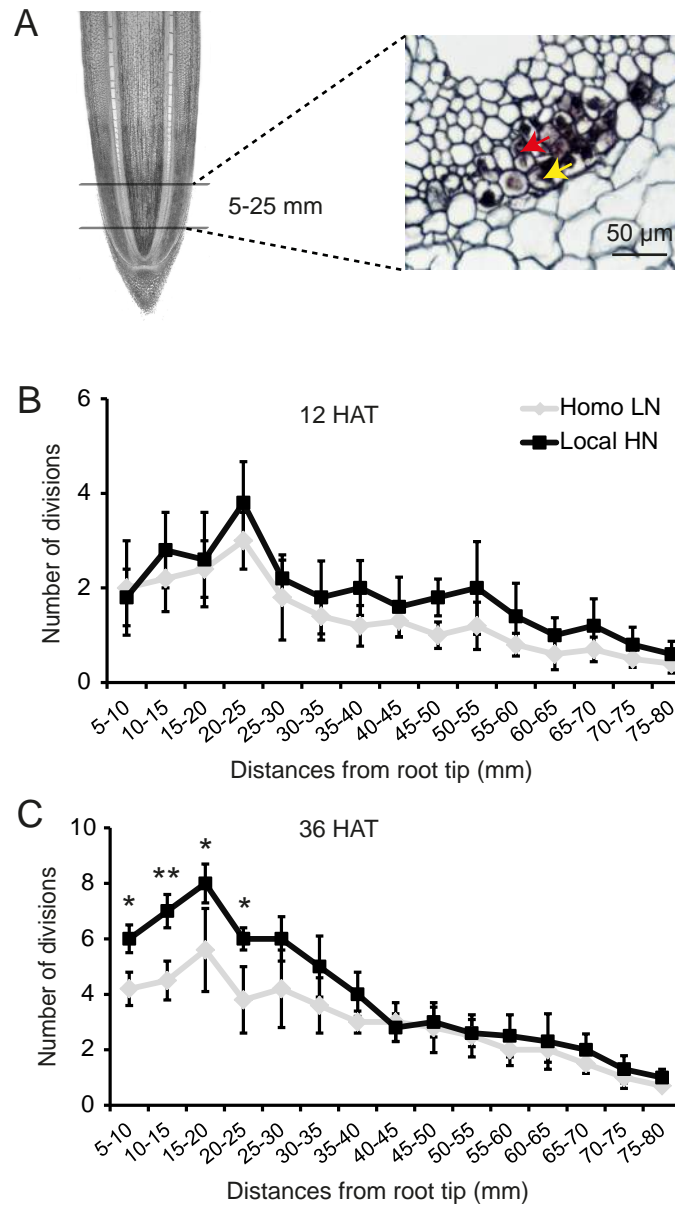 A
5-25 mm
50 µm
B
12 HAT
Homo LN
Local HN
Number of divisions
6
4
2
0
5-10 10-15 15-20 20-25 25-30 30-35 35-40 40-45 45-50 50-55 55-60 60-65 65-70 70-75 75-80
Distances from root tip (mm)
C
36 HAT
Number of divisions
10
8
6
4
2
0
* ** * *
5-10 10-15 15-20 20-25 25-30 30-35 35-40 40-45 45-50 50-55 55-60 60-65 65-70 70-75 75-80
Distances from root tip (mm)